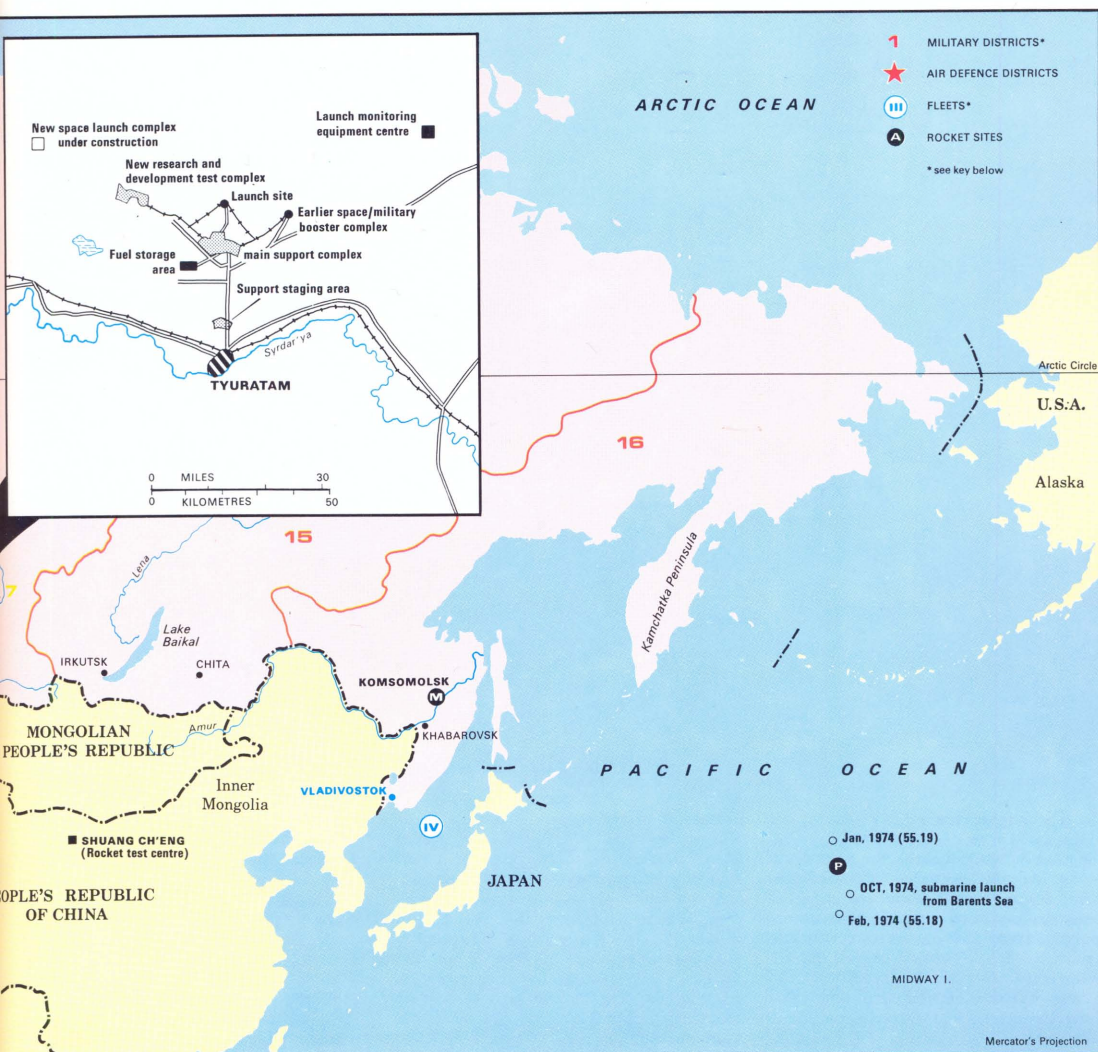 New space launch complex
under construction
Launch monitoring
equipment centre
New research and
development test complex
Launch site
Earlier space/military
booster complex
Fuel storage
area
main support complex
Support staging area
Syrdar'ya
TYURATAM
0 MILES 30
0 KILOMETRES 50
ARCTIC OCEAN
1 MILITARY DISTRICTS*
AIR DEFENCE DISTRICTS
III FLEETS*
A ROCKET SITES
* see key below
Arctic Circle
U.S.A.
Alaska
16
15
7
Lena
Lake
Baikal
Kamchatka Peninsula
IRKUTSK
CHITA
KOMSOMOLSK
M
KHABAROVSK
Amur
MONGOLIAN
PEOPLE'S REPUBLIC
Inner
Mongolia
VLADIVOSTOK
IV
PACIFIC OCEAN
SHUANG CH'ENG
(Rocket test centre)
OPLE'S REPUBLIC
OF CHINA
JAPAN
Jan, 1974 (55.19)
P
OCT, 1974, submarine launch
from Barents Sea
Feb, 1974 (55.18)
MIDWAY I.
Mercator's Projection